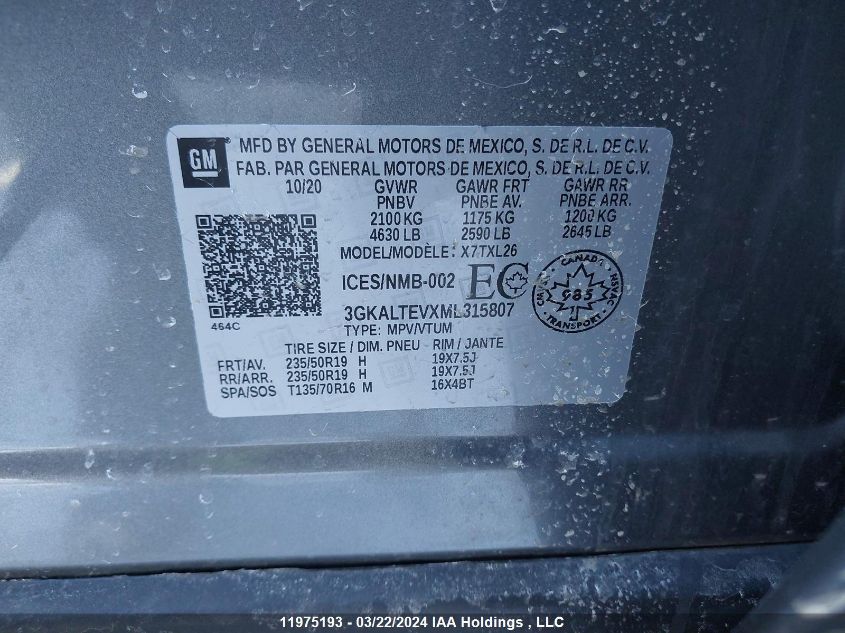 GM
MFD BY GENERAL MOTORS DE MEXICO, S. DE R.L. DE C.V.
FAB. PAR GENERAL MOTORS DE MEXICO, S. DE R.L. DE C.V.
10/20 GVWR GAWR FRT GAWR RR
PNBV PNBE AV. PNBE ARR.
2100 KG 1175 KG 1200 KG
4630 LB 2590 LB 2645 LB
MODEL/MODÈLE: X7TXL26
ICES/NMB-002 EC
CANADA
CM/MC 985 NSVAC
TRANSPORT
3GKALTEVXML315807
464C
TYPE: MPV/VTUM
TIRE SIZE / DIM. PNEU - RIM / JANTE
FRT/AV. 235/50R19 H 19X7.5J
RR/ARR. 235/50R19 H 19X7.5J
SPA/SOS T135/70R16 M 16X4BT
11975193 - 03/22/2024 IAA Holdings , LLC